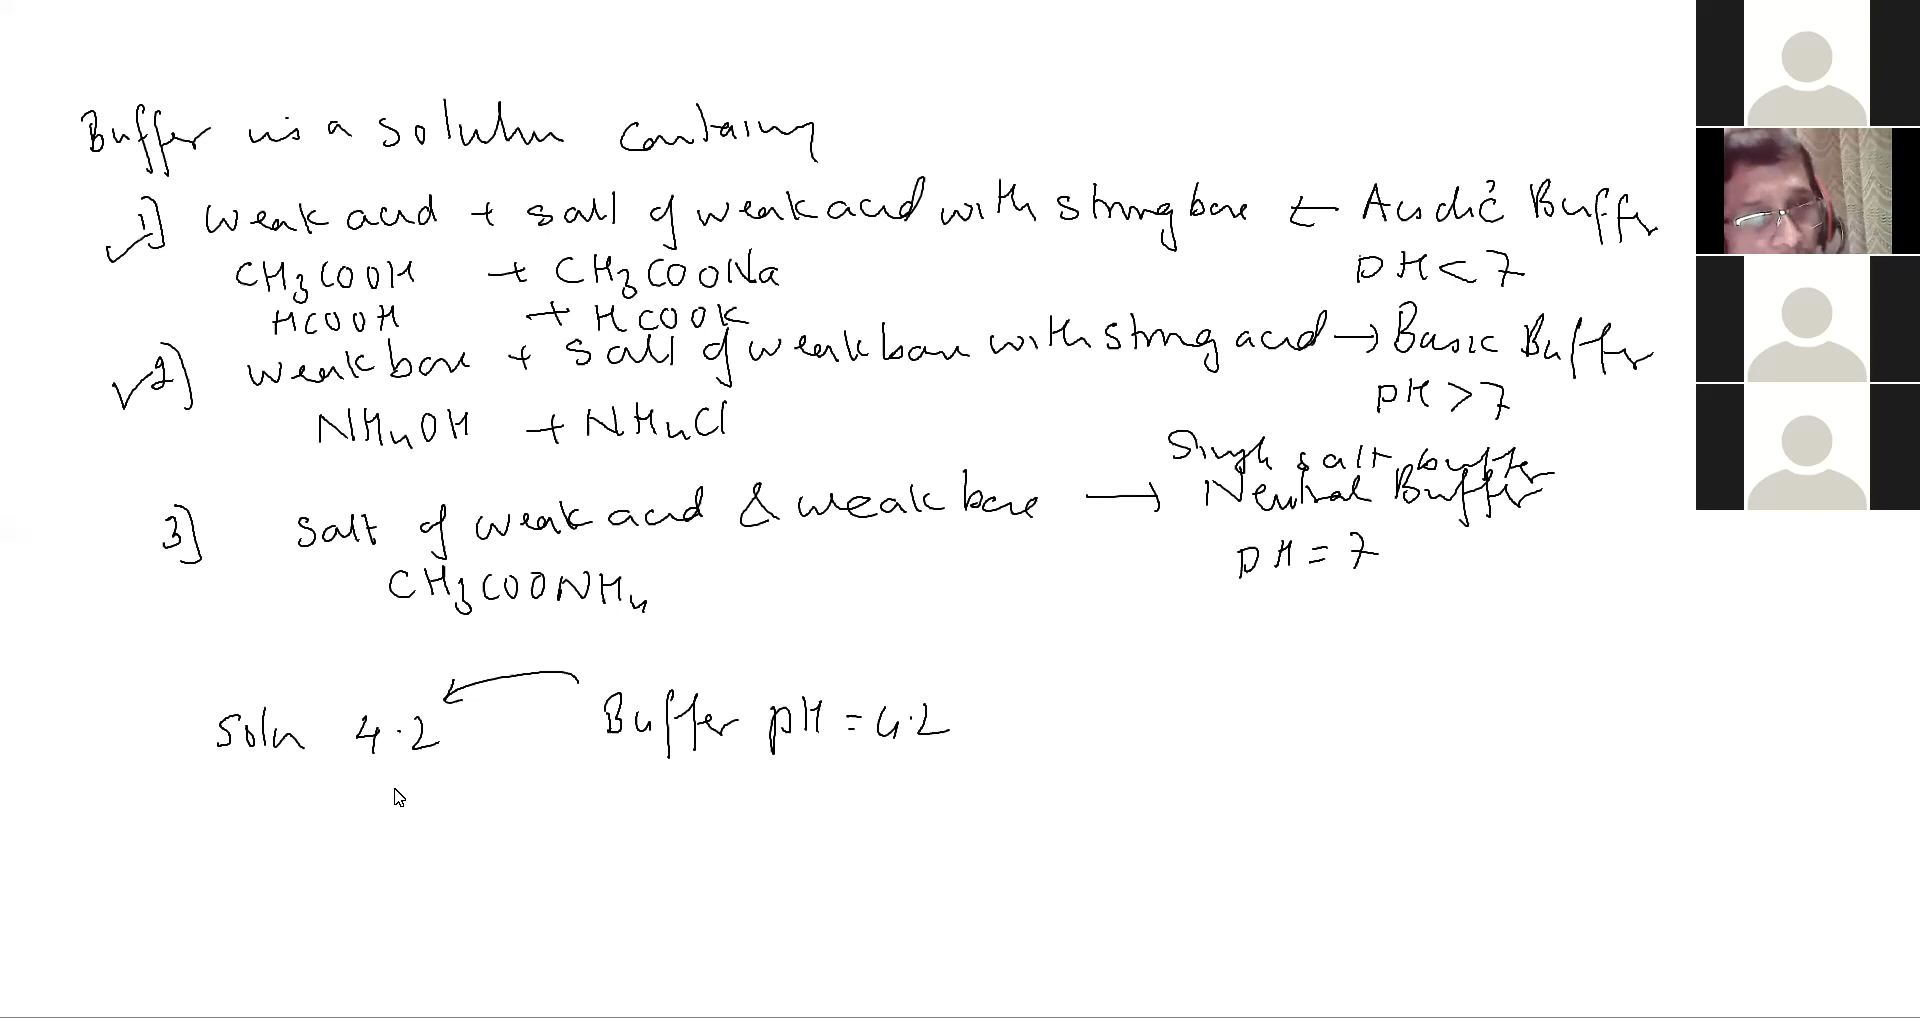 Buffer is a solution containing
1] weak acid + salt of weak acid with strong base ← Acidic Buffer
CH3COOH + CH3COONa pH < 7
HCOOH + HCOOK
2] weak base + salt of weak base with strong acid → Basic Buffer
NH4OH + NH4Cl pH > 7
Single salt buffer
3] salt of weak acid & weak base → Neutral Buffer
CH3COONH4 pH = 7
Soln 4.2 Buffer pH = 4.2